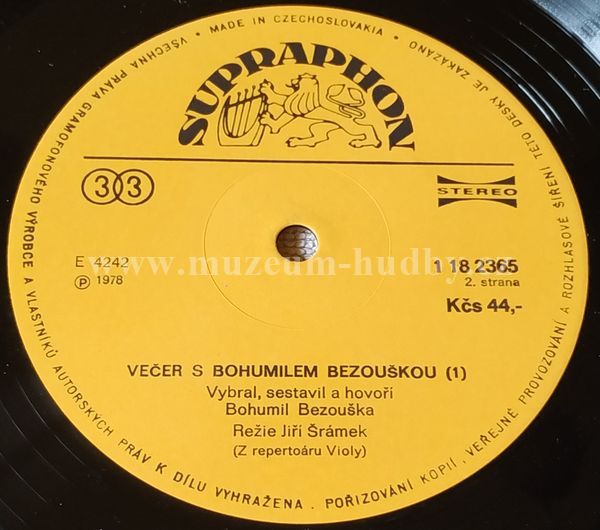 VŠECHNA PRÁVA GRAMOFONOVÉHO VÝROBCE A VLASTNÍKŮ AUTORSKÝCH PRÁV K DÍLU VYHRAŽENA . POŘIZOVÁNÍ KOPIÍ, VEŘEJNÉ PROVOZOVÁNÍ A ROZHLASOVÉ ŠÍŘENÍ TÉTO DESKY JE ZAKÁZÁNO • MADE IN CZECHOSLOVAKIA •
SUPRAPHON
33
STEREO
E 4242
℗ 1978
1 18 2365
2. strana
Kčs 44,-
www.muzeum-hudby.cz
VEČER S BOHUMILEM BEZOUŠKOU (1)
Vybral, sestavil a hovoří
Bohumil Bezouška
Režie Jiří Šrámek
(Z repertoáru Violy)